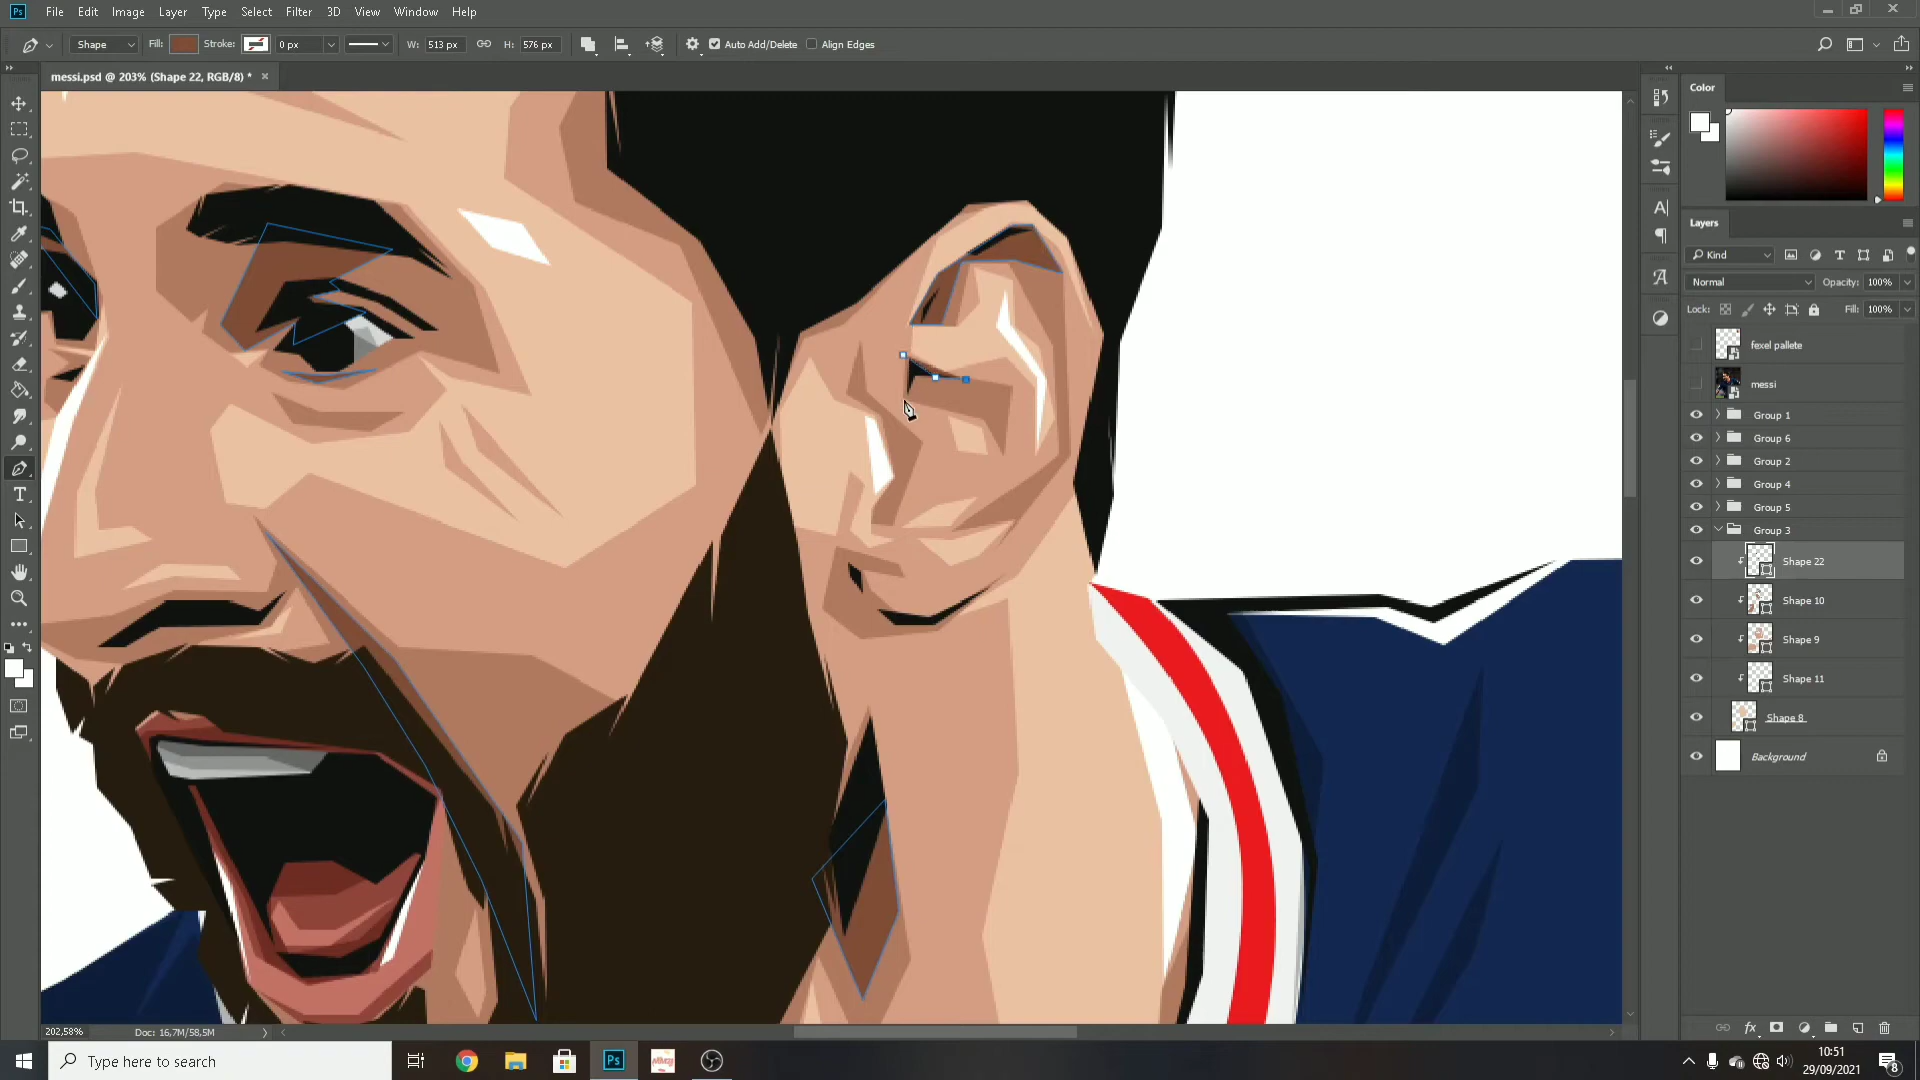 Ps File Edit Image Layer Type Select Filter 3D View Window Help
Shape Fill: Stroke: 0 px W: 513 px H: 576 px Auto Add/Delete Align Edges
messi.psd @ 203% (Shape 22, RGB/8) *
Color
Layers
Kind
Normal Opacity: 100%
Lock: Fill: 100%
fexel pallete
messi
Group 1
Group 6
Group 2
Group 4
Group 5
Group 3
Shape 22
Shape 10
Shape 9
Shape 11
Shape 8
Background
202,58% Doc: 16,7M/58,5M
Type here to search
Ps
10:51
29/09/2021
8